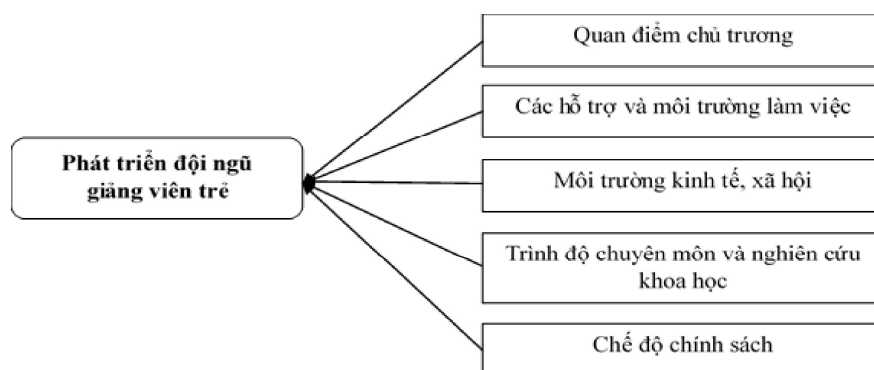 Quan điểm chủ trương
Các hỗ trợ và môi trường làm việc
Phát triển đội ngũ
giảng viên trẻ
Môi trường kinh tế, xã hội
Trình độ chuyên môn và nghiên cứu
khoa học
Chế độ chính sách